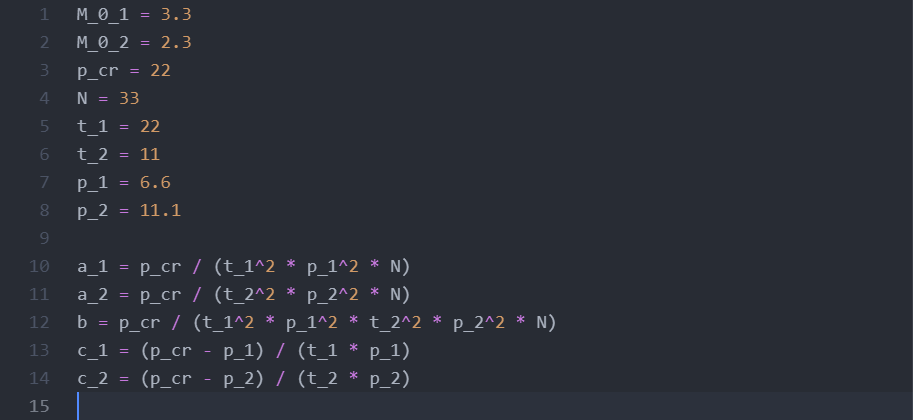 1 M_0_1 = 3.3
2 M_0_2 = 2.3
3 p_cr = 22
4 N = 33
5 t_1 = 22
6 t_2 = 11
7 p_1 = 6.6
8 p_2 = 11.1
9
10 a_1 = p_cr / (t_1^2 * p_1^2 * N)
11 a_2 = p_cr / (t_2^2 * p_2^2 * N)
12 b = p_cr / (t_1^2 * p_1^2 * t_2^2 * p_2^2 * N)
13 c_1 = (p_cr - p_1) / (t_1 * p_1)
14 c_2 = (p_cr - p_2) / (t_2 * p_2)
15